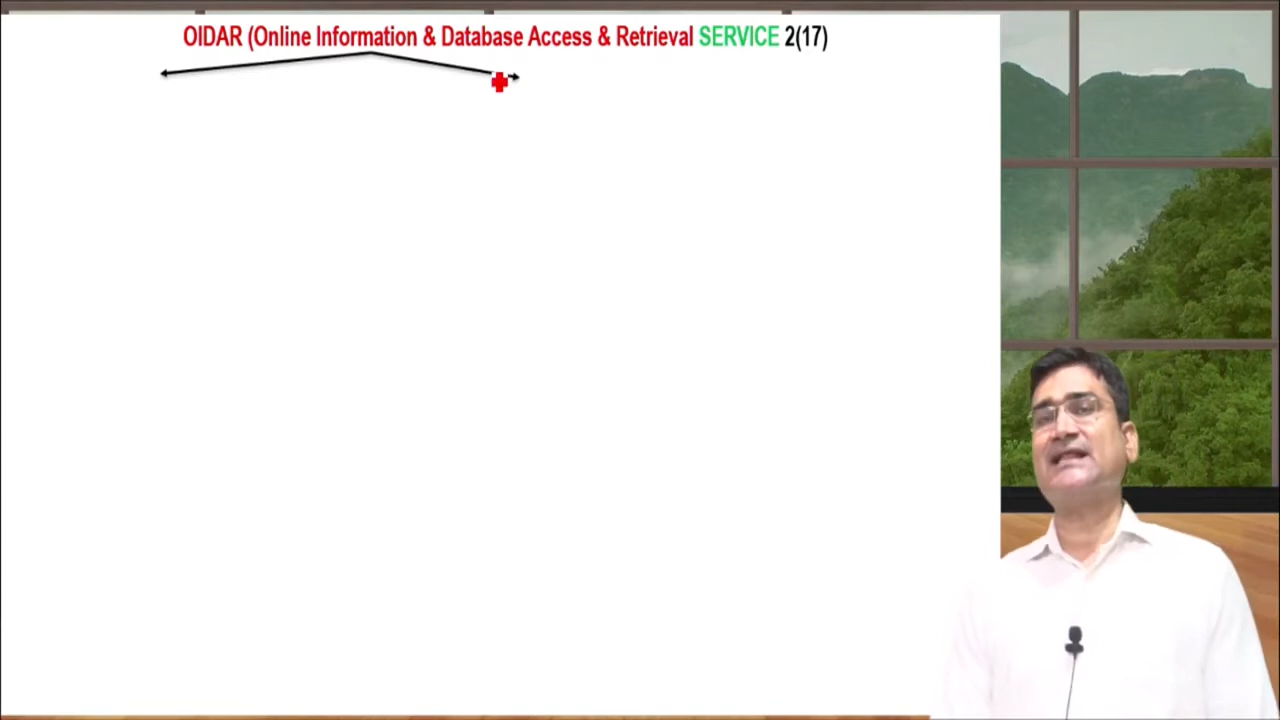 OIDAR (Online Information & Database Access & Retrieval SERVICE 2(17)